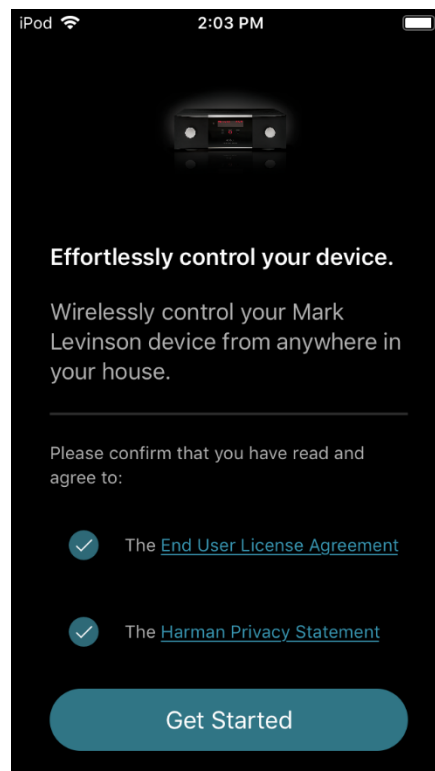 iPod 2:03 PM
Effortlessly control your device.
Wirelessly control your Mark
Levinson device from anywhere in
your house.
Please confirm that you have read and
agree to:
The End User License Agreement
The Harman Privacy Statement
Get Started